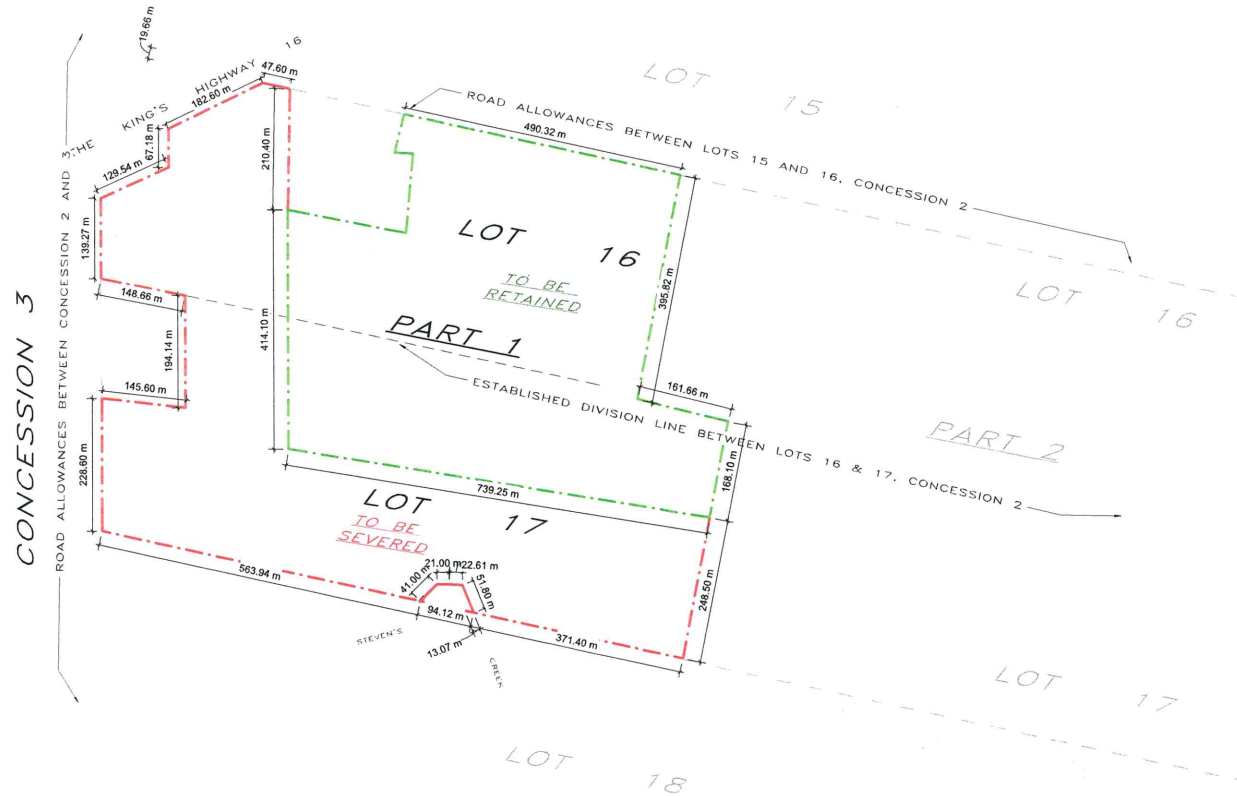 19.66 m
THE KING'S HIGHWAY 16
47.60 m
182.60 m
67.18 m
129.54 m
139.27 m
148.66 m
194.14 m
145.60 m
228.60 m
210.40 m
414.10 m
CONCESSION 3
ROAD ALLOWANCES BETWEEN CONCESSION 2 AND 3
LOT 15
ROAD ALLOWANCES BETWEEN LOTS 15 AND 16, CONCESSION 2
490.32 m
LOT 16
TO BE
RETAINED
395.82 m
LOT 16
PART 1
161.66 m
ESTABLISHED DIVISION LINE BETWEEN LOTS 16 & 17, CONCESSION 2
PART 2
168.10 m
739.25 m
LOT 17
TO BE
SEVERED
563.94 m
41.00 m
21.00 m
22.61 m
51.80 m
94.12 m
13.07 m
371.40 m
248.50 m
STEVEN'S
CREEK
LOT 17
LOT 18